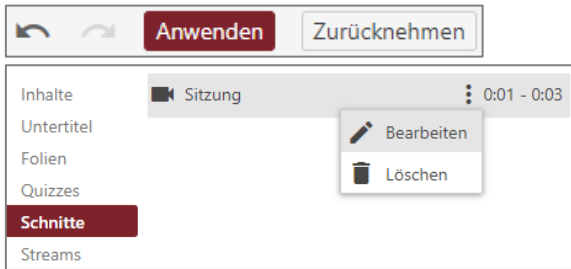 Anwenden Zurücknehmen
Inhalte
Sitzung 0:01 - 0:03
Untertitel
Bearbeiten
Folien
Löschen
Quizzes
Schnitte
Streams